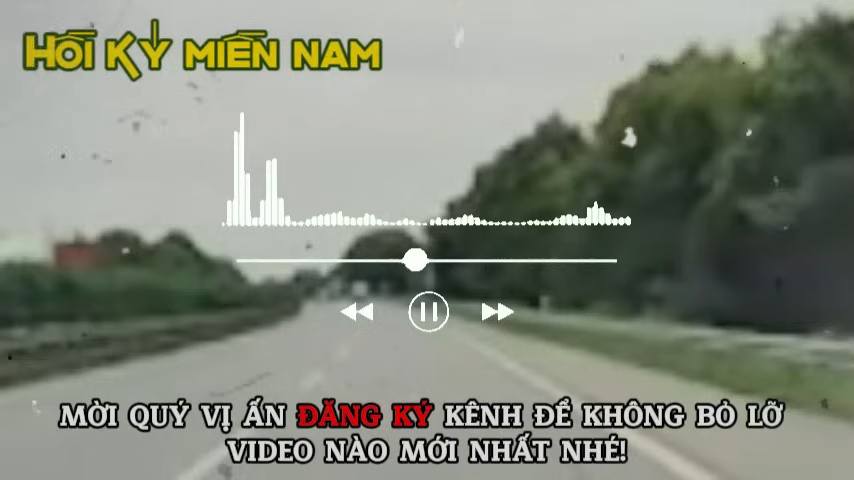 HỒI KÝ MIỀN NAM
MỜI QUÝ VỊ ẤN ĐĂNG KÝ KÊNH ĐỂ KHÔNG BỎ LỠ
VIDEO NÀO MỚI NHẤT NHÉ!